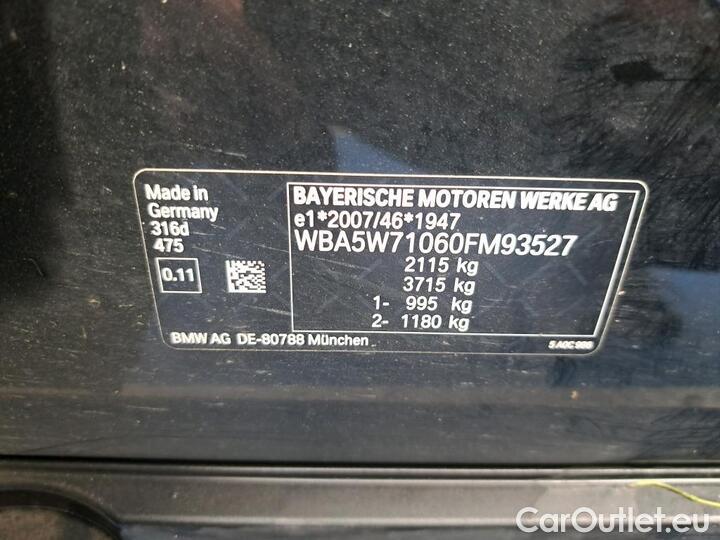 Made in
Germany
316d
475
0.11
BAYERISCHE MOTOREN WERKE AG
e1*2007/46*1947
WBA5W71060FM93527
2115 kg
3715 kg
1- 995 kg
2- 1180 kg
BMW AG DE-80788 München
CarOutlet.eu